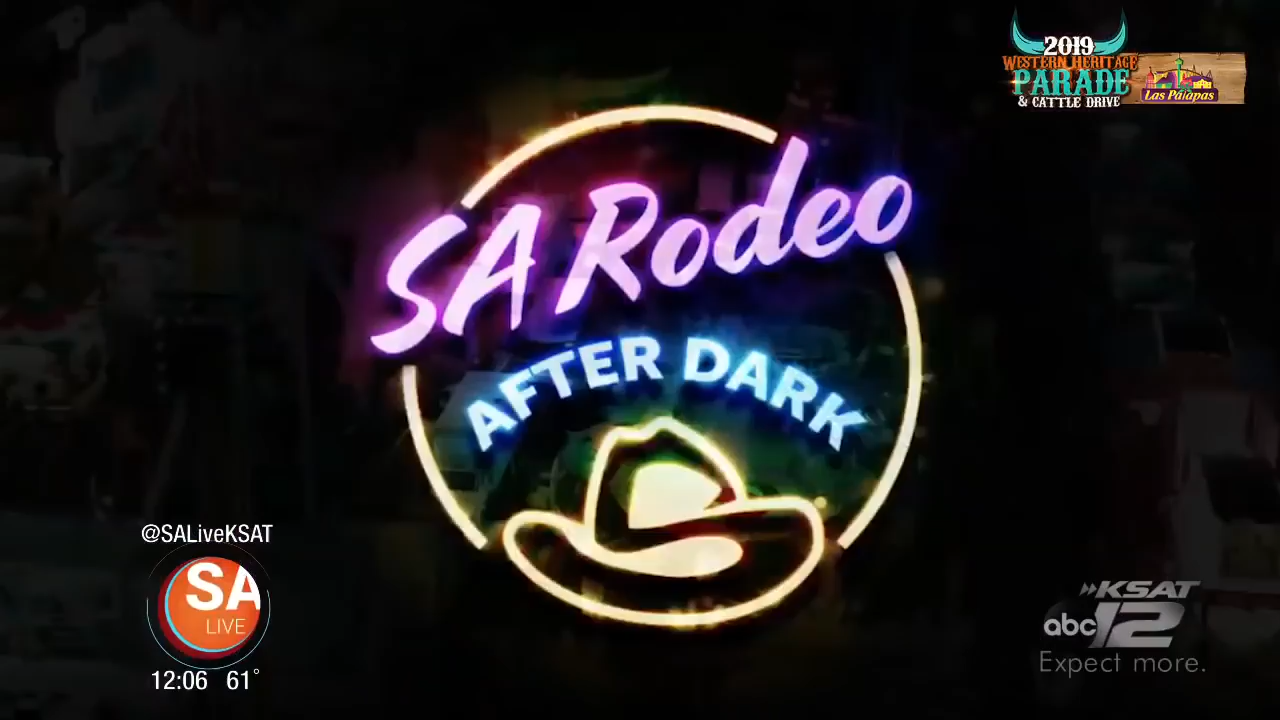 2019
WESTERN HERITAGE
PARADE
& CATTLE DRIVE
Las Palapas
SA Rodeo
AFTER DARK
@SALiveKSAT
SA
LIVE
12:06 61°
KSAT
abc 12
Expect more.